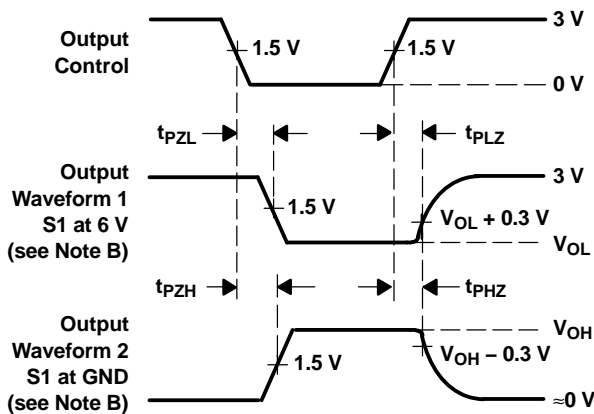 3 V
Output
Control
1.5 V
1.5 V
0 V
tPZL
tPLZ
Output
Waveform 1
S1 at 6 V
(see Note B)
3 V
1.5 V
VOL + 0.3 V
VOL
tPZH
tPHZ
Output
Waveform 2
S1 at GND
(see Note B)
VOH
1.5 V
VOH – 0.3 V
≈0 V